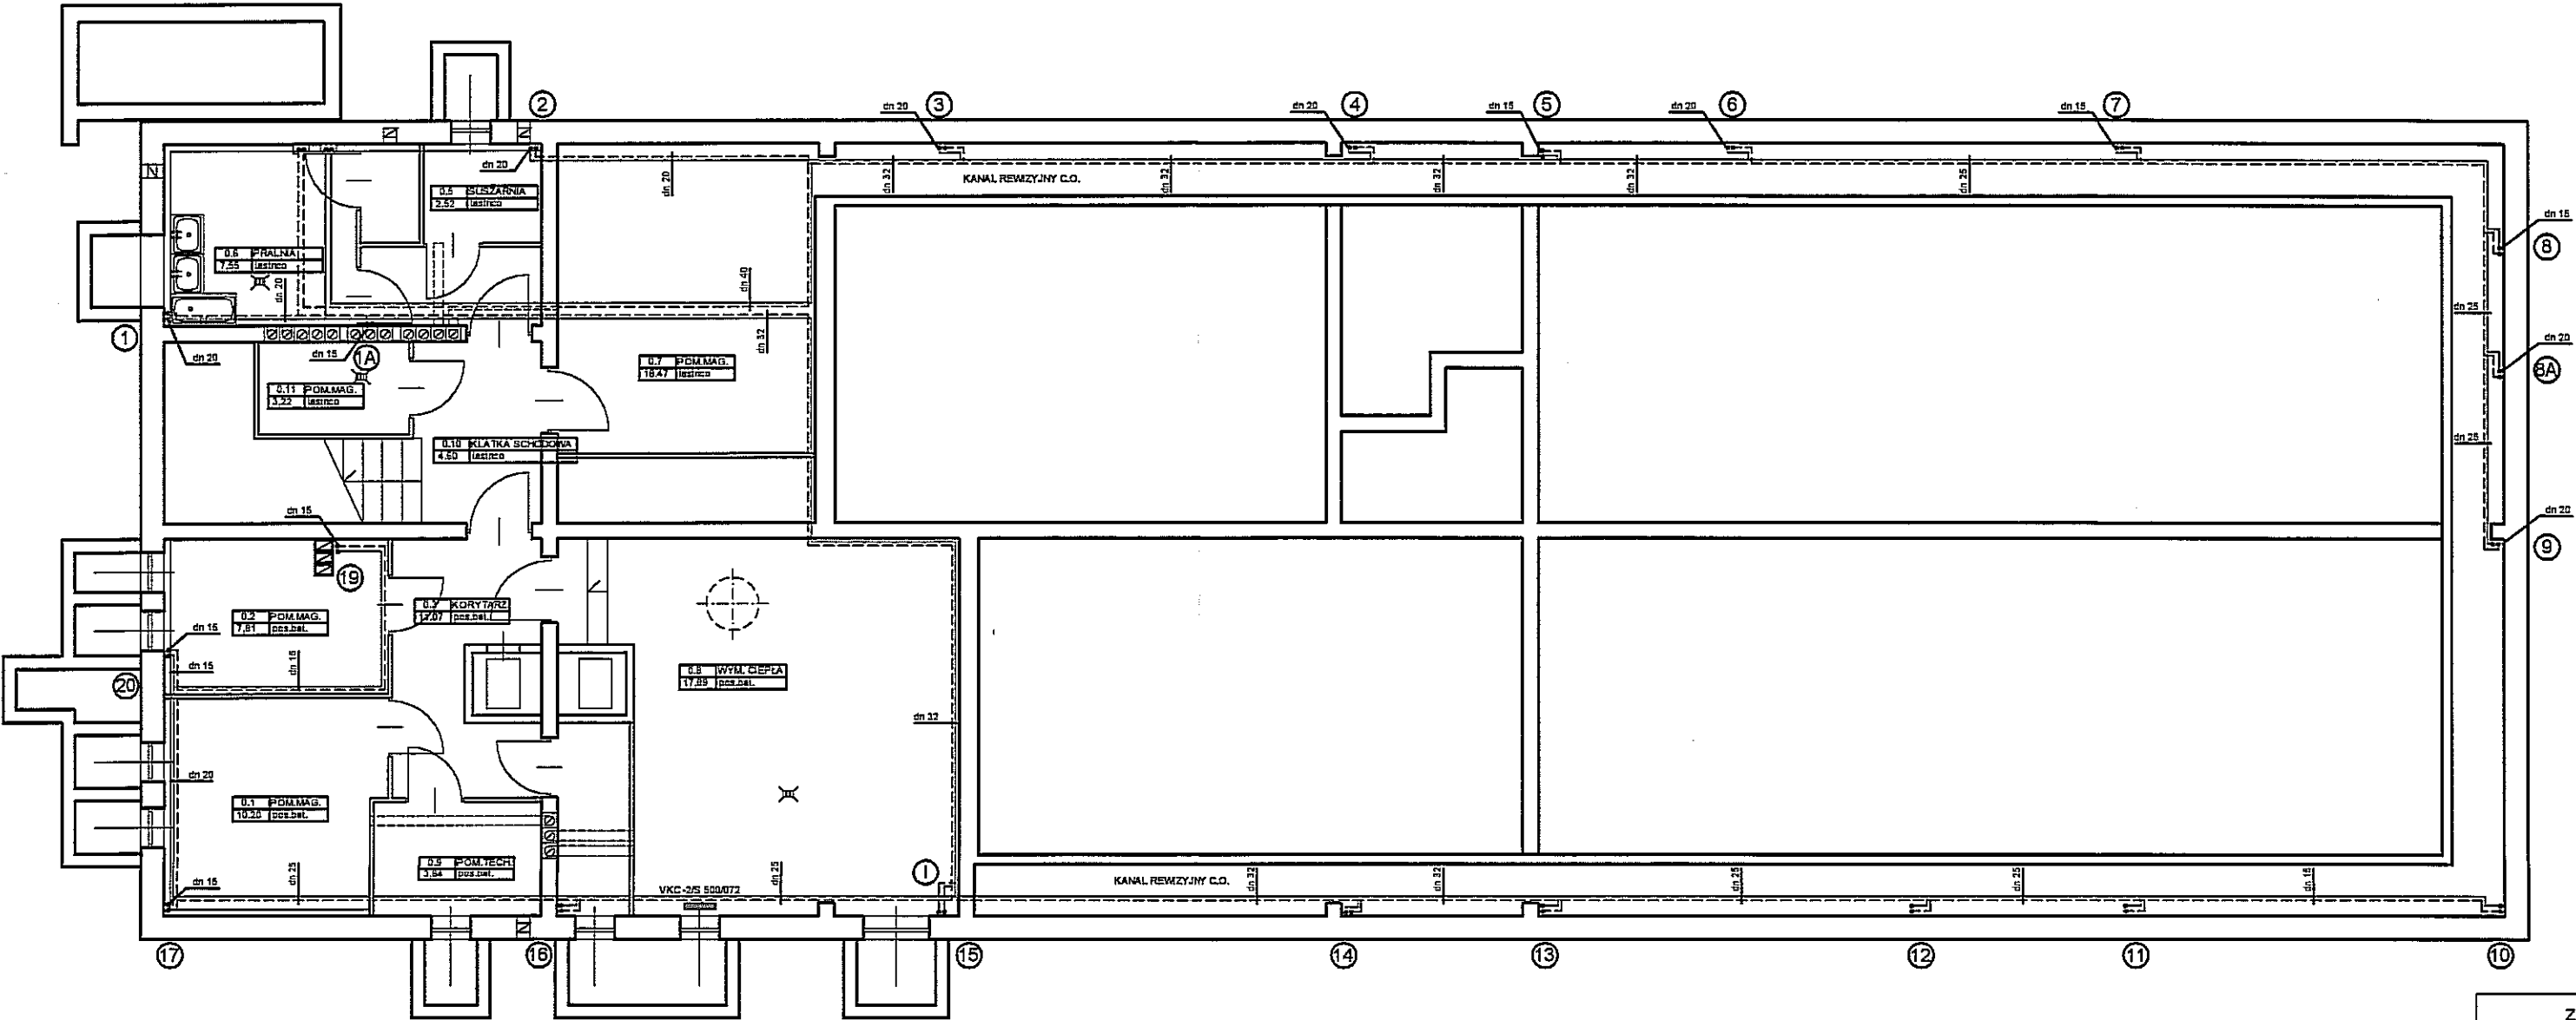 2
dn 20
3
dn 20
4
dn 15
5
dn 20
6
dn 15
7
dn 20
dn 20
dn 32
KANAŁ REWIZYJNY C.O.
dn 32
dn 32
dn 32
dn 25
0.5 SUSZARNIA
2.52 lastrico
dn 15
8
0.6 PRALNIA
7,55 lastrico
dn 20
dn 40
dn 25
1
dn 20
dn 15
1A
dn 32
dn 20
8A
0.7 POM.MAG.
18.47 lastrico
0.11 POM.MAG.
3,22 lastrico
0.10 KLATKA SCHODOWA
4.60 lastrico
dn 25
dn 15
dn 20
9
19
0.2 POM.MAG.
7,81 pos.bet.
0.3 KORYTARZ
pos.bet.
dn 15
dn 15
dn 15
20
0.8 WYM. CIEPŁA
17,89 pos.bet.
dn 32
dn 20
0.1 POM.MAG.
10.20 pos.bet.
0.9 POM.TECH.
3,84 pos.bet.
dn 15
dn 25
VKC-2/S 500/072
dn 25
I
KANAŁ REWIZYJNY C.O.
dn 32
dn 32
dn 25
dn 25
dn 15
17
16
15
14
13
12
11
10
Z